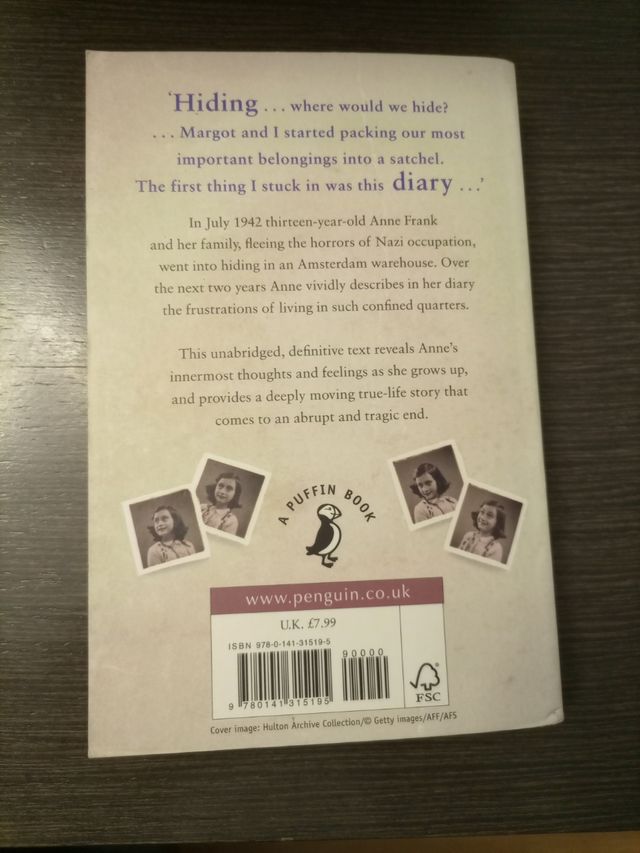 ‘Hiding . . . where would we hide?
. . . Margot and I started packing our most
important belongings into a satchel.
The first thing I stuck in was this diary . . .’
In July 1942 thirteen-year-old Anne Frank
and her family, fleeing the horrors of Nazi occupation,
went into hiding in an Amsterdam warehouse. Over
the next two years Anne vividly describes in her diary
the frustrations of living in such confined quarters.
This unabridged, definitive text reveals Anne’s
innermost thoughts and feelings as she grows up,
and provides a deeply moving true-life story that
comes to an abrupt and tragic end.
A PUFFIN BOOK
www.penguin.co.uk
U.K. £7.99
ISBN 978-0-141-31519-5
90000
9 780141 315195
FSC
Cover image: Hulton Archive Collection/© Getty images/AFF/AFS